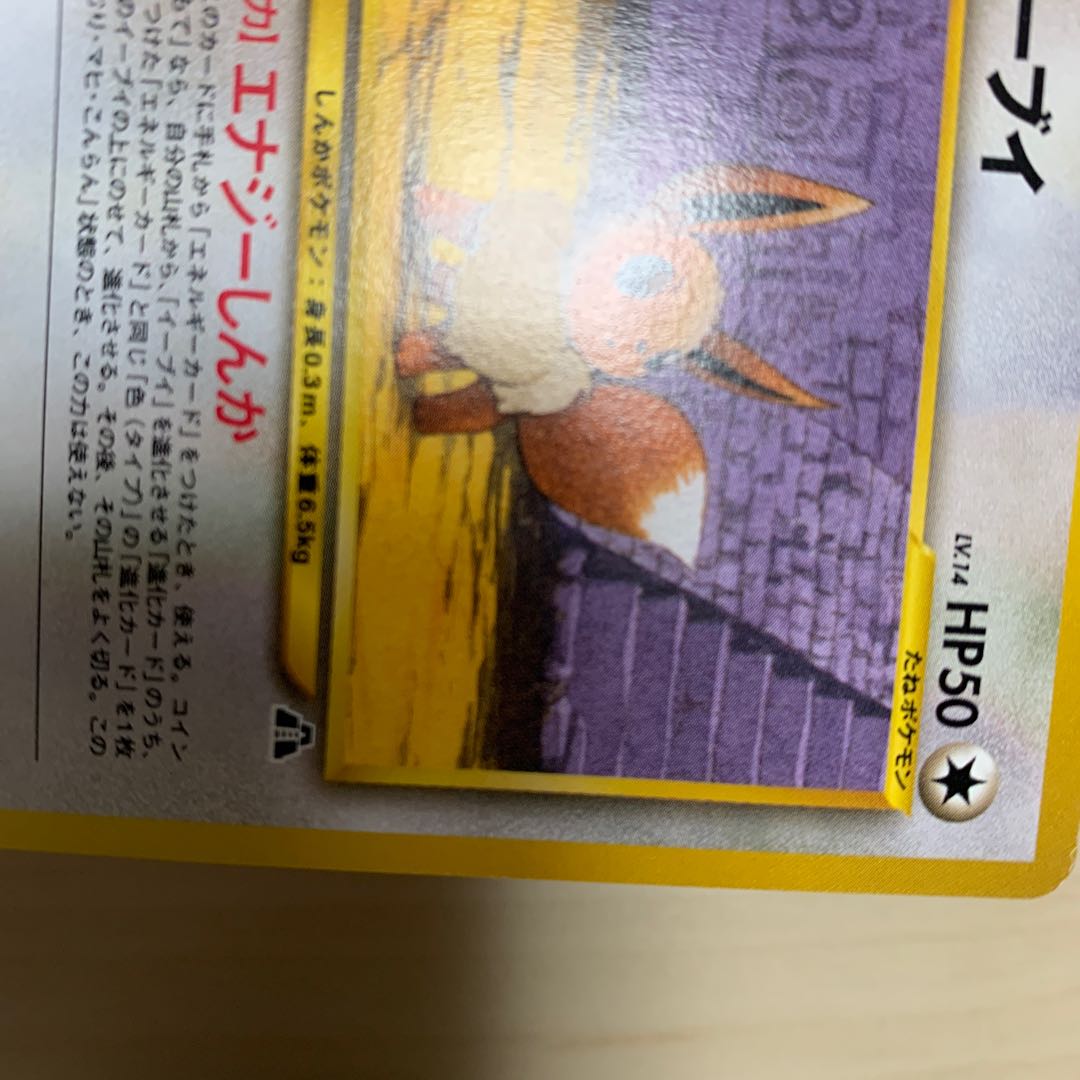 ーブイ
LV.14 HP50
たねポケモン
しんかポケモン：身長0.3m、体重6.5kg
力】エナジーしんか
のカードに手札から「エネルギーカード」をつけたとき、使える。コイン
て」なら、自分の山札から、「イーブイ」を進化させる「進化カード」のうち、
つけた「エネルギーカード」と同じ「色（タイプ）」の「進化カード」を1枚
のイーブイの上にのせて、進化させる。その後、その山札をよく切る。この
り・マヒ・こんらん」状態のとき、この力は使えない。